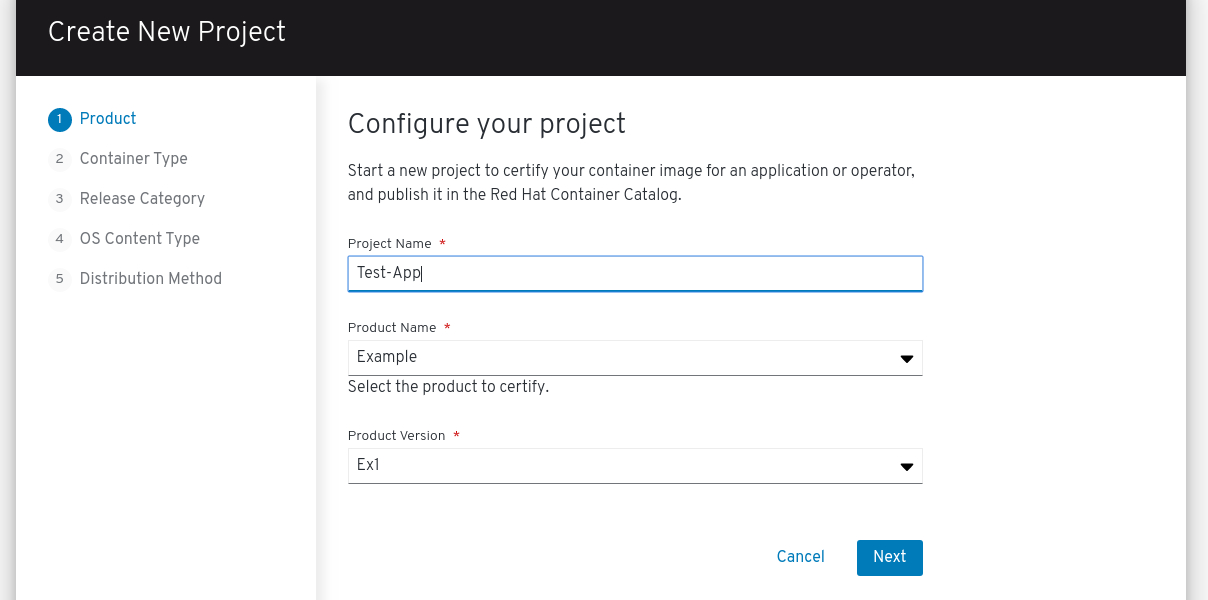 Create New Project
1 Product
2 Container Type
3 Release Category
4 OS Content Type
5 Distribution Method
Configure your project
Start a new project to certify your container image for an application or operator,
and publish it in the Red Hat Container Catalog.
Project Name *
Test-App
Product Name *
Example
Select the product to certify.
Product Version *
Ex1
Cancel Next